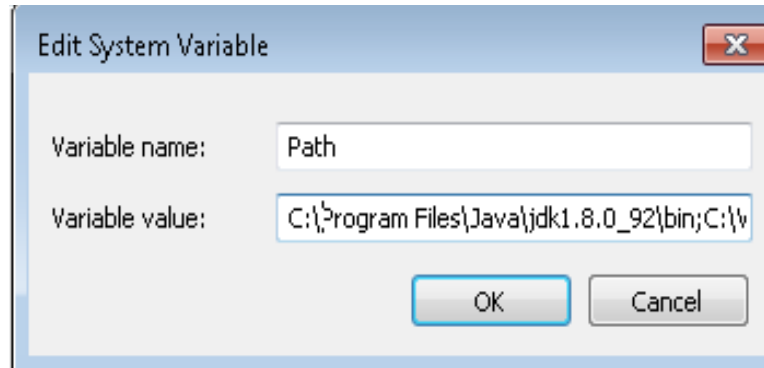 Edit System Variable
Variable name: Path
Variable value: C:\Program Files\Java\jdk1.8.0_92\bin;C:\
OK Cancel